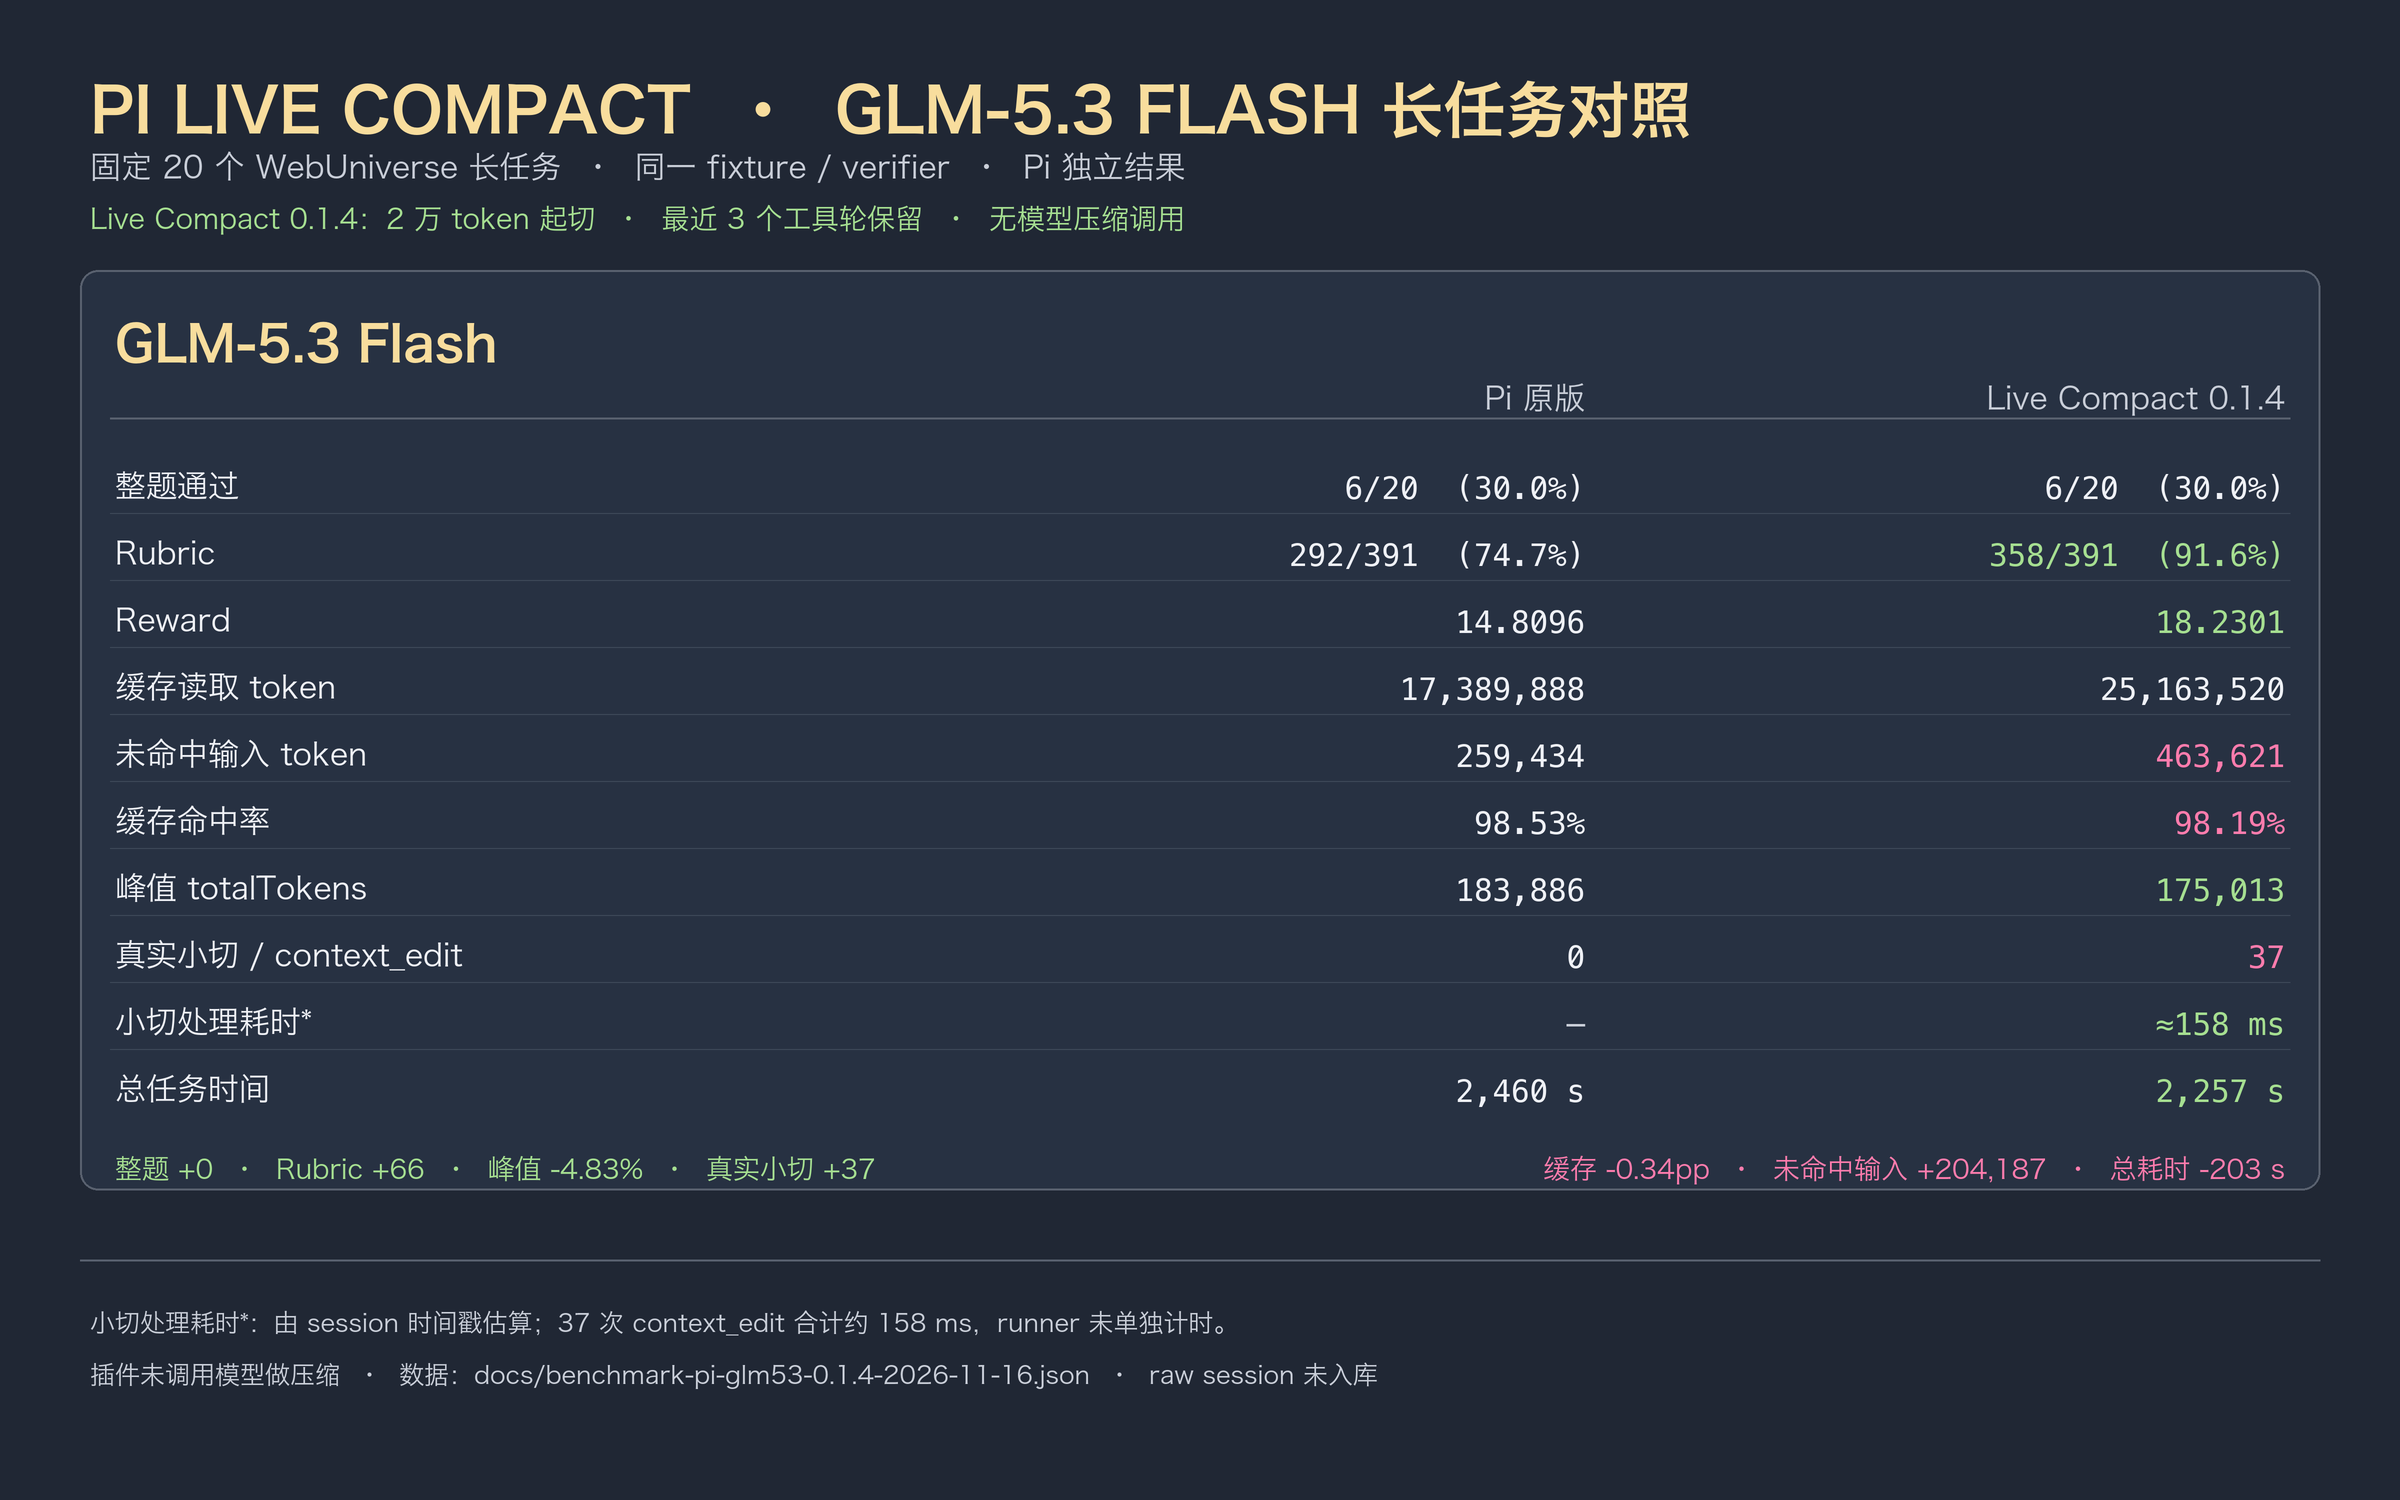 PI LIVE COMPACT · GLM-5.3 FLASH 长任务对照
固定 20 个 WebUniverse 长任务 · 同一 fixture / verifier · Pi 独立结果
Live Compact 0.1.4: 2 万 token 起切 · 最近 3 个工具轮保留 · 无模型压缩调用
GLM-5.3 Flash
Pi 原版 Live Compact 0.1.4
整题通过 6/20 (30.0%) 6/20 (30.0%)
Rubric 292/391 (74.7%) 358/391 (91.6%)
Reward 14.8096 18.2301
缓存读取 token 17,389,888 25,163,520
未命中输入 token 259,434 463,621
缓存命中率 98.53% 98.19%
峰值 totalTokens 183,886 175,013
真实小切 / context_edit 0 37
小切处理耗时* — ≈158 ms
总任务时间 2,460 s 2,257 s
整题 +0 · Rubric +66 · 峰值 -4.83% · 真实小切 +37 缓存 -0.34pp · 未命中输入 +204,187 · 总耗时 -203 s
小切处理耗时*: 由 session 时间戳估算；37 次 context_edit 合计约 158 ms，runner 未单独计时。
插件未调用模型做压缩 · 数据: docs/benchmark-pi-glm53-0.1.4-2026-11-16.json · raw session 未入库